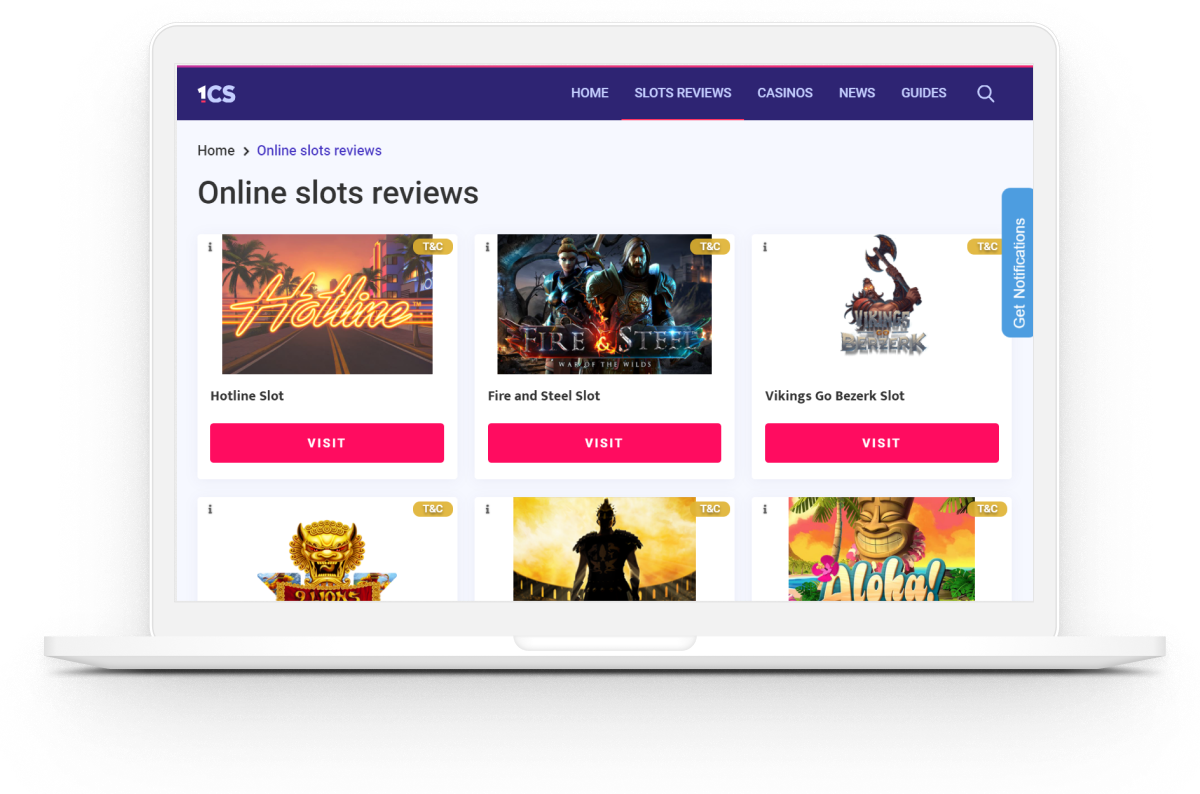 1CS
HOME SLOTS REVIEWS CASINOS NEWS GUIDES
Home > Online slots reviews
Online slots reviews
Get Notifications
i T&C
Hotline™
Hotline Slot
VISIT
i T&C
FIRE & STEEL
WAR OF THE WILDS
Fire and Steel Slot
VISIT
i T&C
VIKINGS
GO
BERZERK
Vikings Go Bezerk Slot
VISIT
i T&C
9 LIONS
i T&C
i T&C
Aloha!